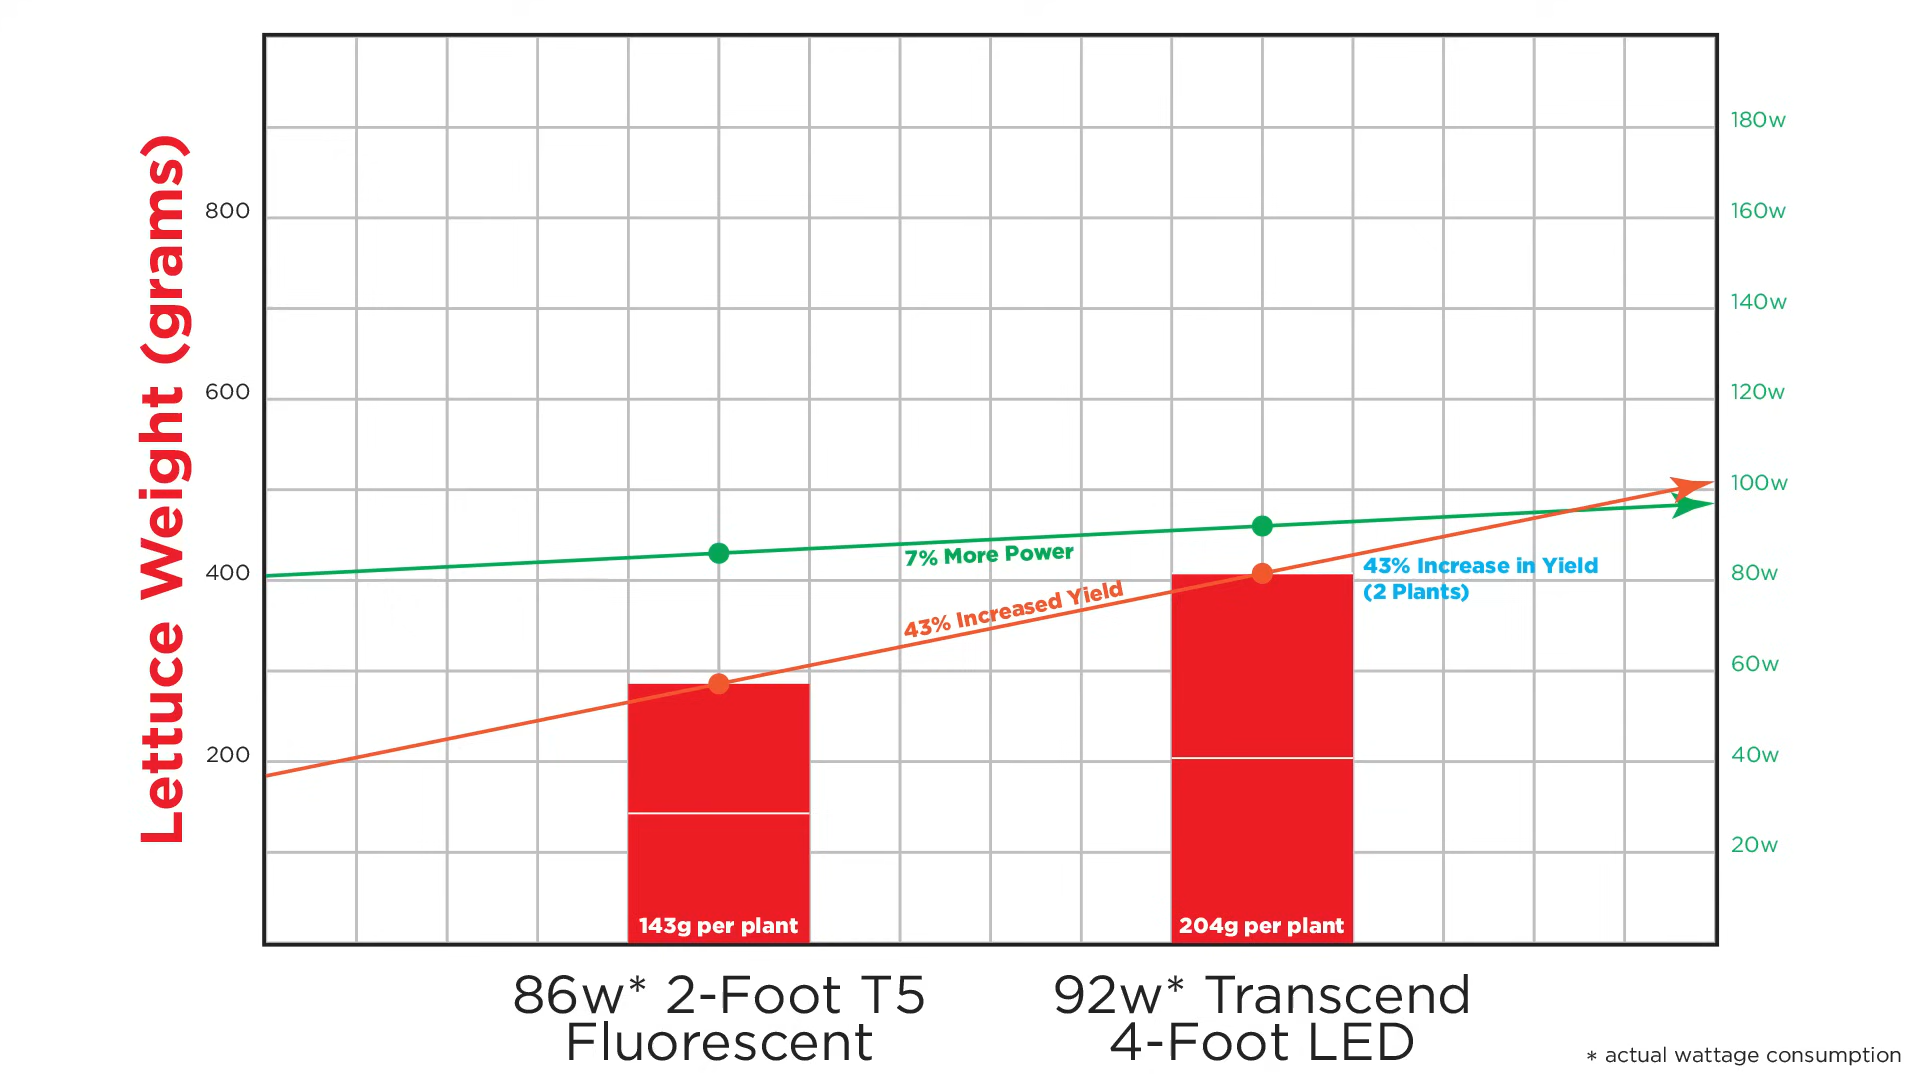 Lettuce Weight (grams)
800
600
400
200
180w
160w
140w
120w
100w
80w
60w
40w
20w
7% More Power
43% Increased Yield
43% Increase in Yield
(2 Plants)
143g per plant
204g per plant
86w* 2-Foot T5
Fluorescent
92w* Transcend
4-Foot LED
* actual wattage consumption